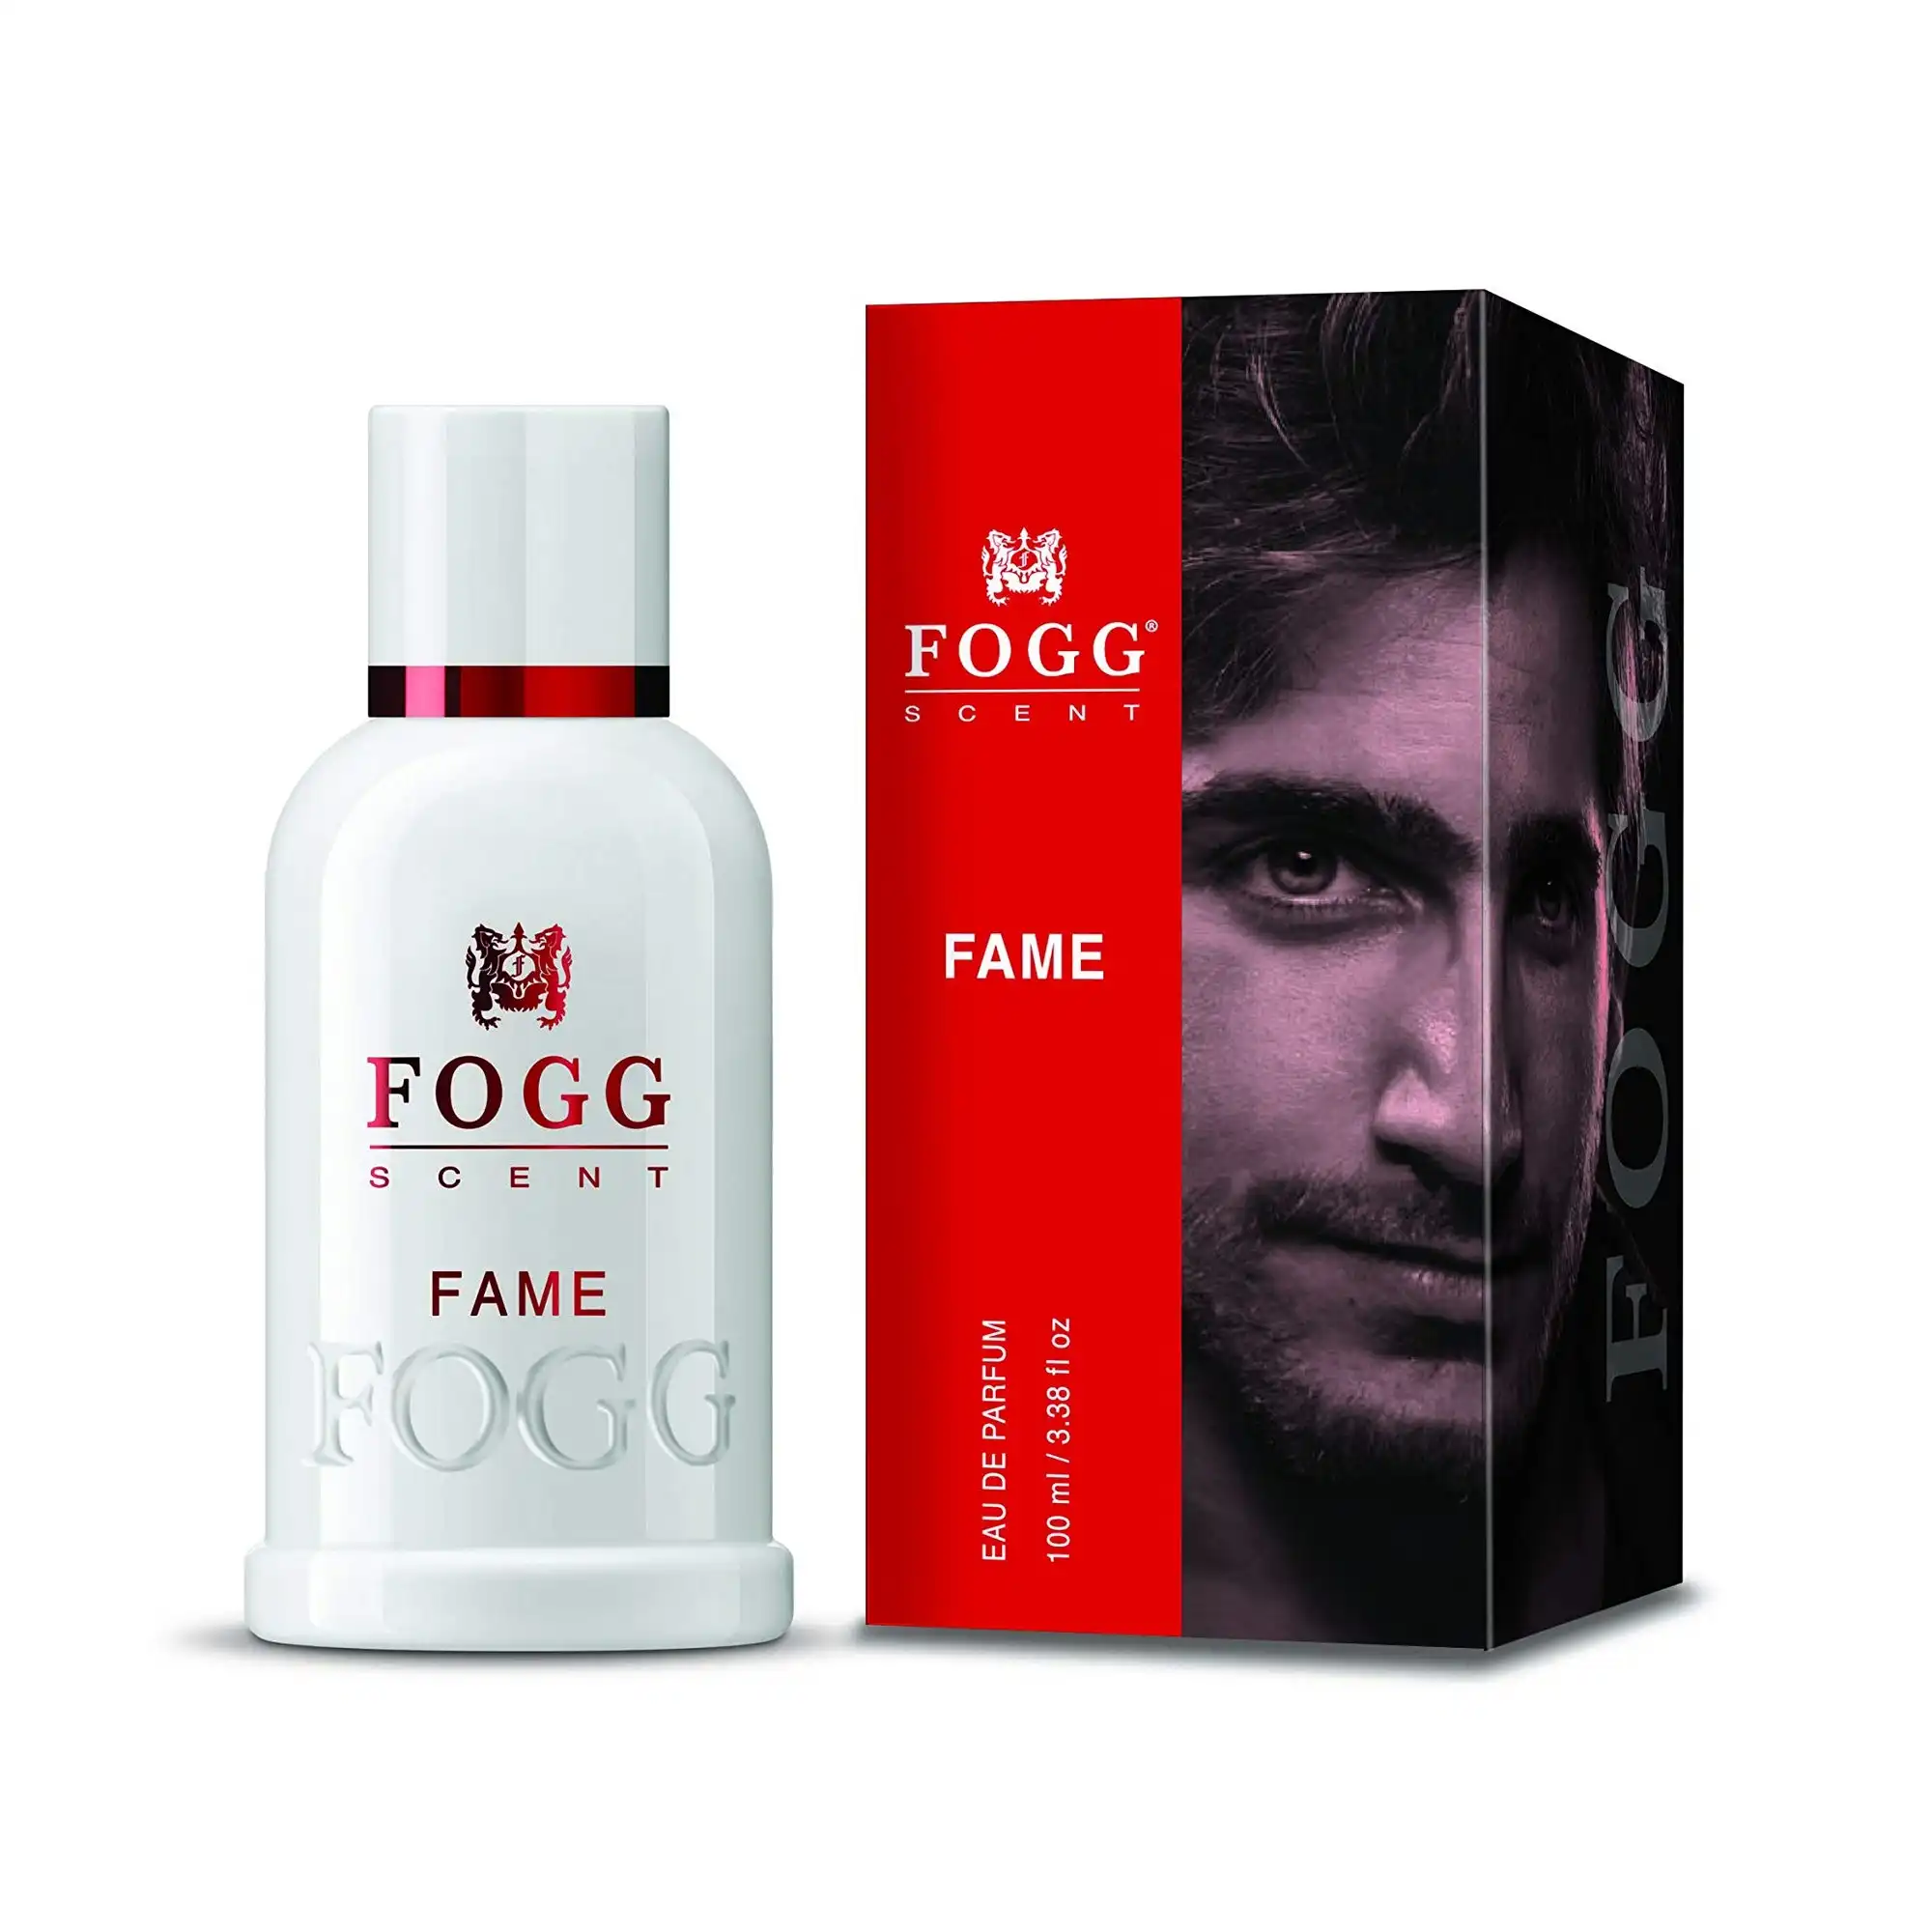 FOGG
SCENT
FAME
FOGG
FOGG®
SCENT
FAME
EAU DE PARFUM
100 ml / 3.38 fl oz
FOGG